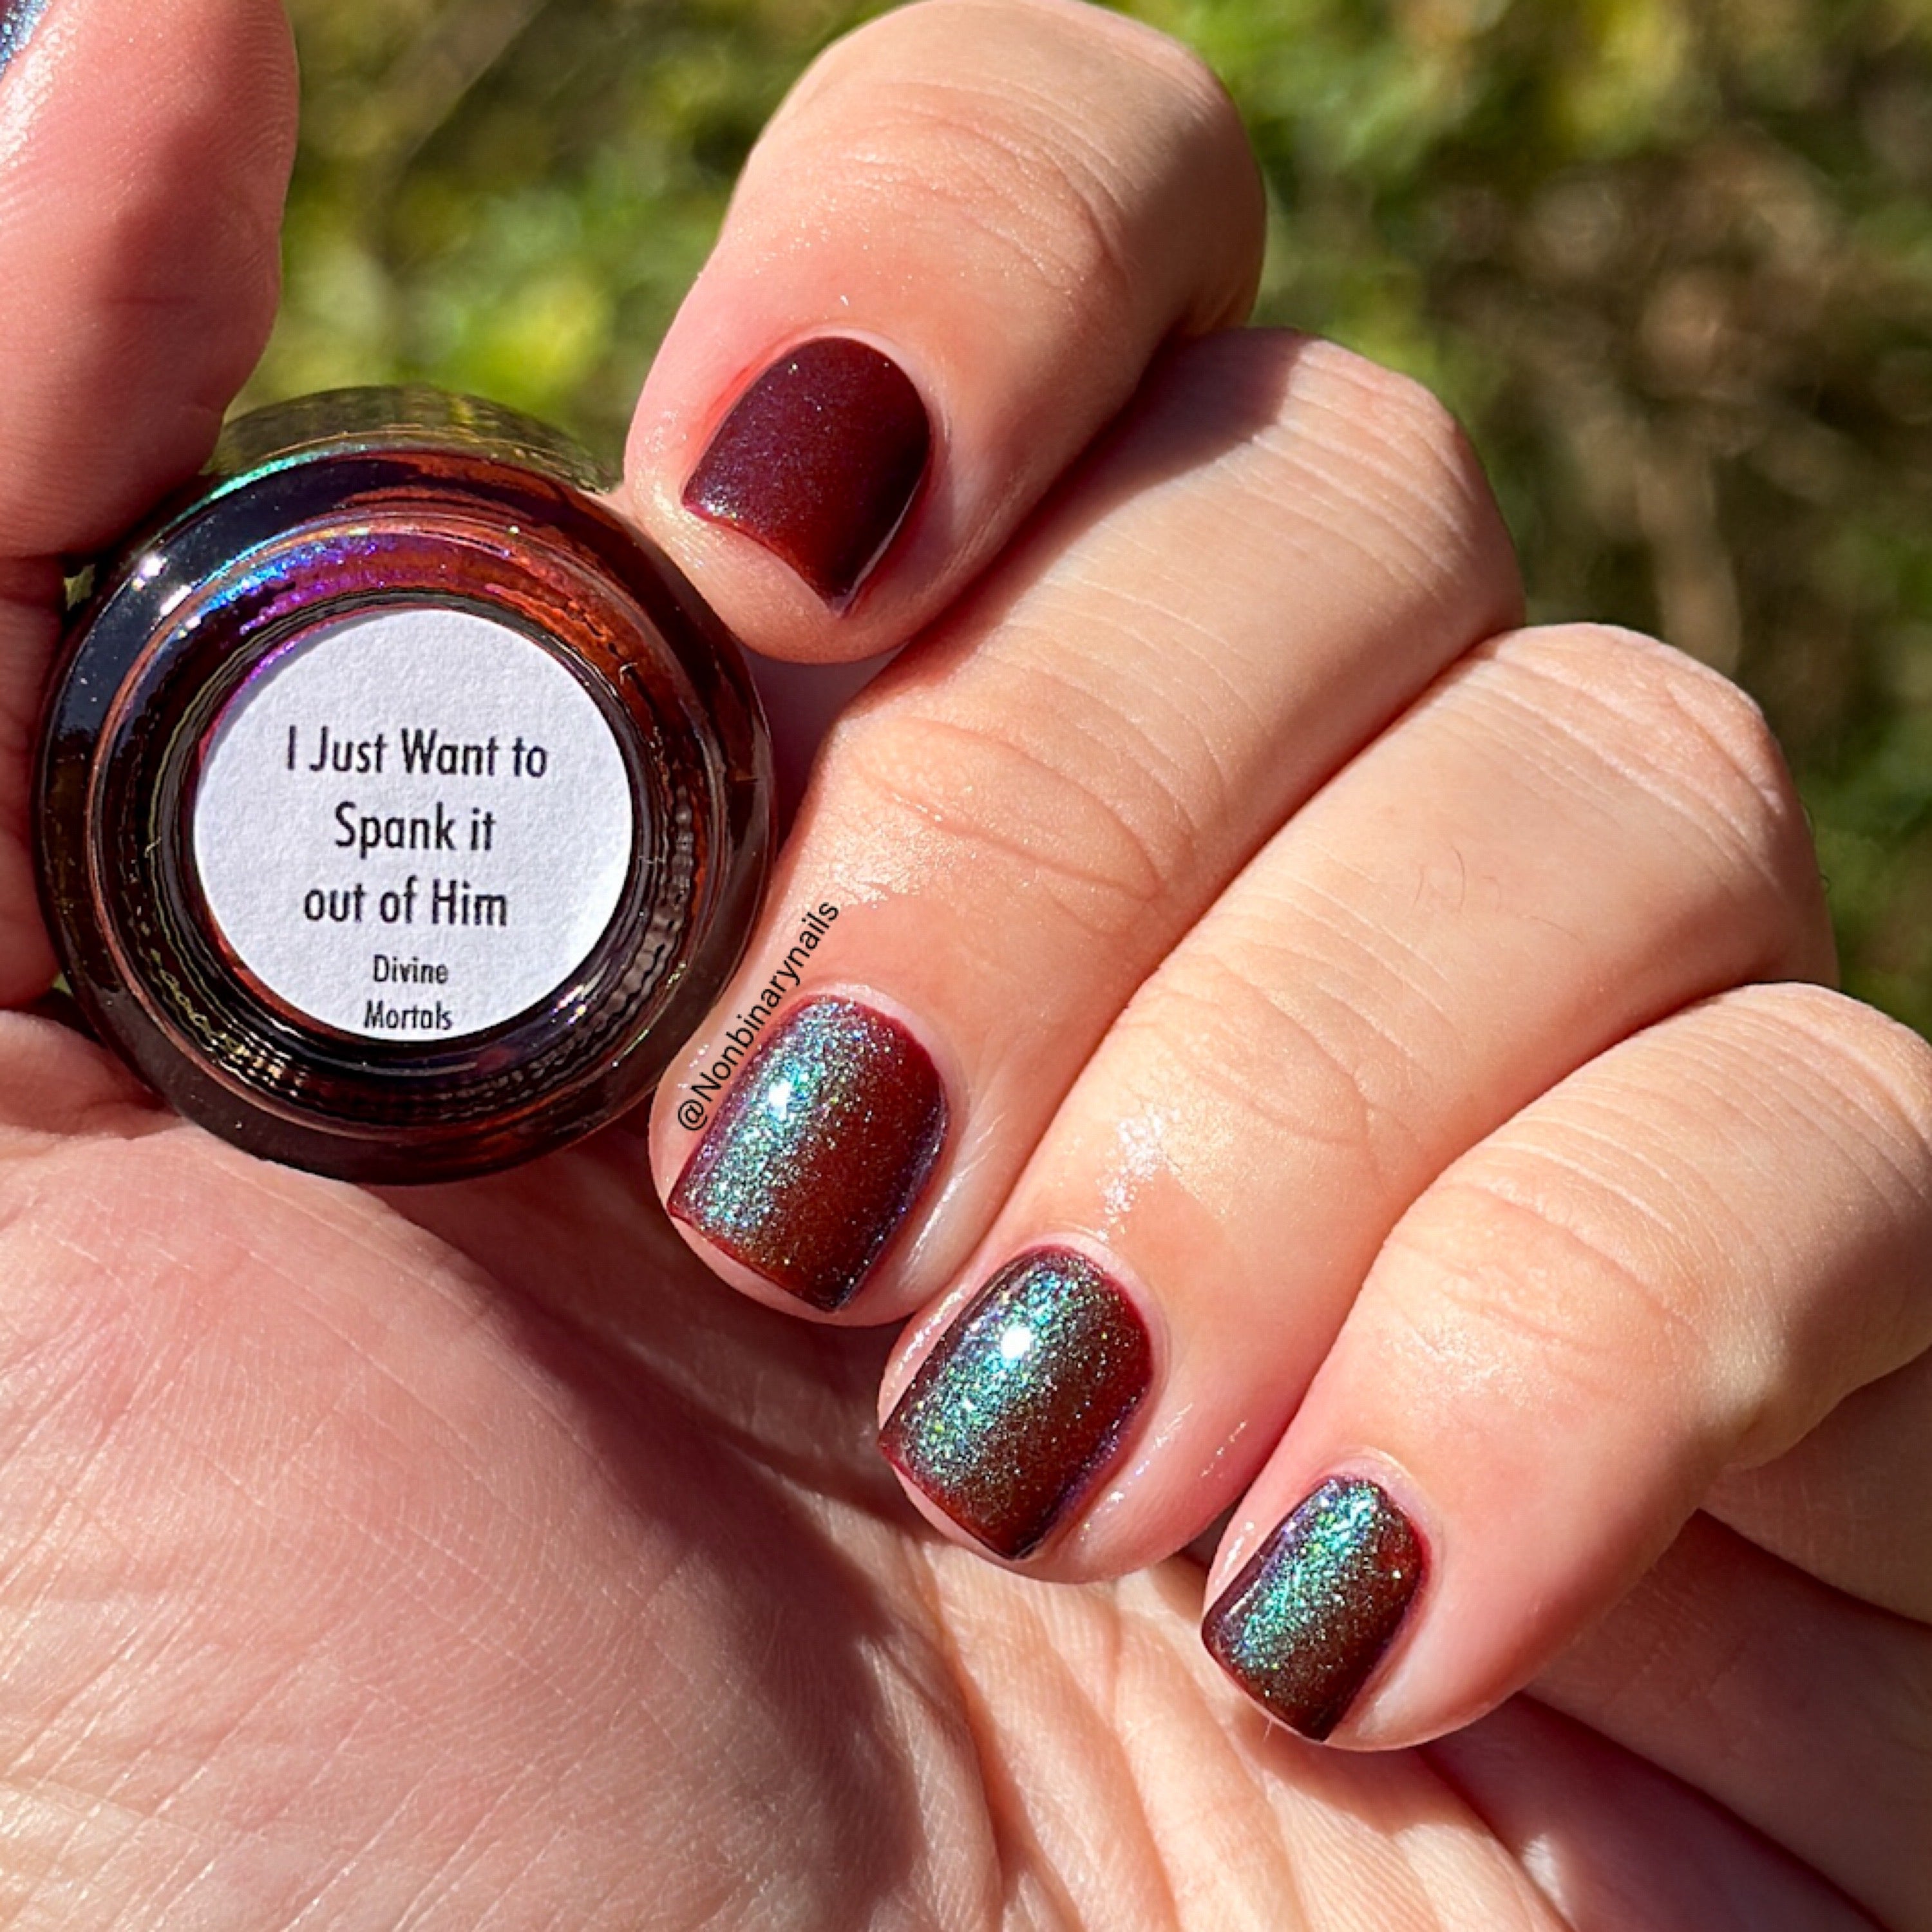 I Just Want to
Spank it
out of Him
Divine
Mortals
@Nonbinarynails